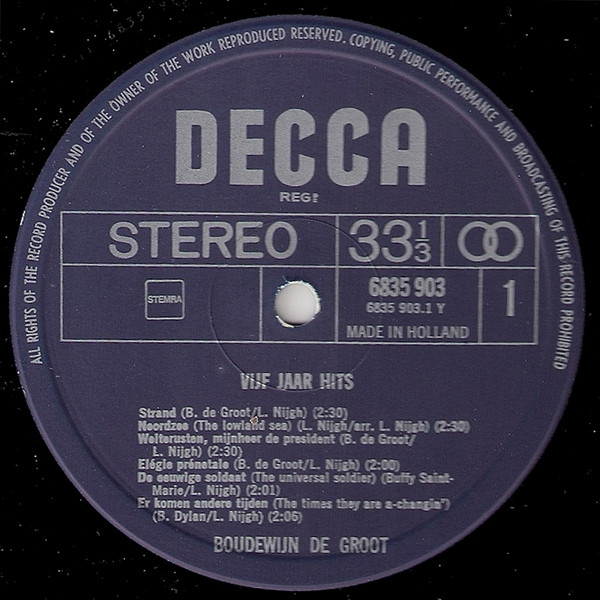 ALL RIGHTS OF THE RECORD PRODUCER AND OF THE OWNER OF THE WORK REPRODUCED RESERVED. COPYING, PUBLIC PERFORMANCE AND BROADCASTING OF THIS RECORD PROHIBITED
DECCA
REGD
STEREO 33 1/3
STEMRA
6835 903
6835 903.1 Y
MADE IN HOLLAND
1
VIJF JAAR HITS
Strand (B. de Groot/L. Nijgh) (2:30)
Noordzee (The lowland sea) (L. Nijgh/arr. L. Nijgh) (2:30)
Welterusten, mijnheer de president (B. de Groot/
L. Nijgh) (2:30)
Elégie prénetale (B. de Groot/L. Nijgh) (2:00)
De eeuwige soldaat (The universal soldier) (Buffy Saint-
Marie/L. Nijgh) (2:01)
Er komen andere tijden (The times they are a-changin')
(B. Dylan/L. Nijgh) (2:06)
BOUDEWIJN DE GROOT